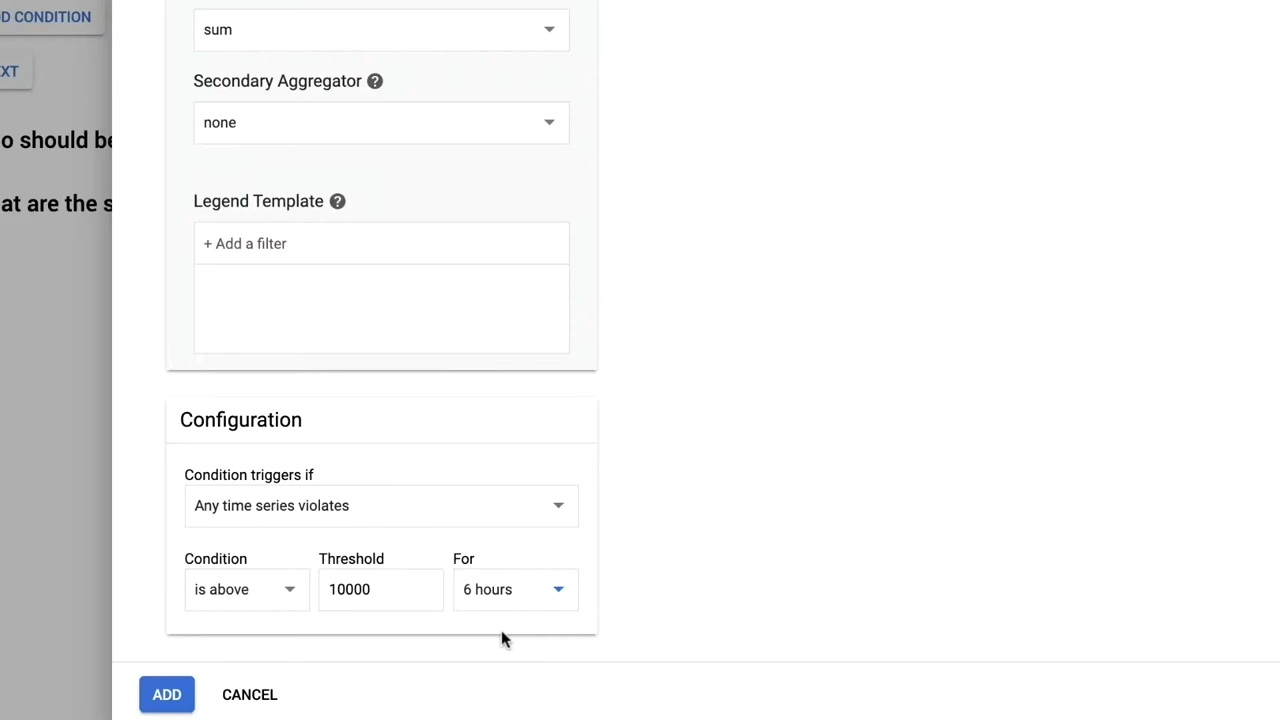 D CONDITION
EXT
o should be
at are the s
sum
Secondary Aggregator ?
none
Legend Template ?
+ Add a filter
Configuration
Condition triggers if
Any time series violates
Condition Threshold For
is above 10000 6 hours
ADD CANCEL